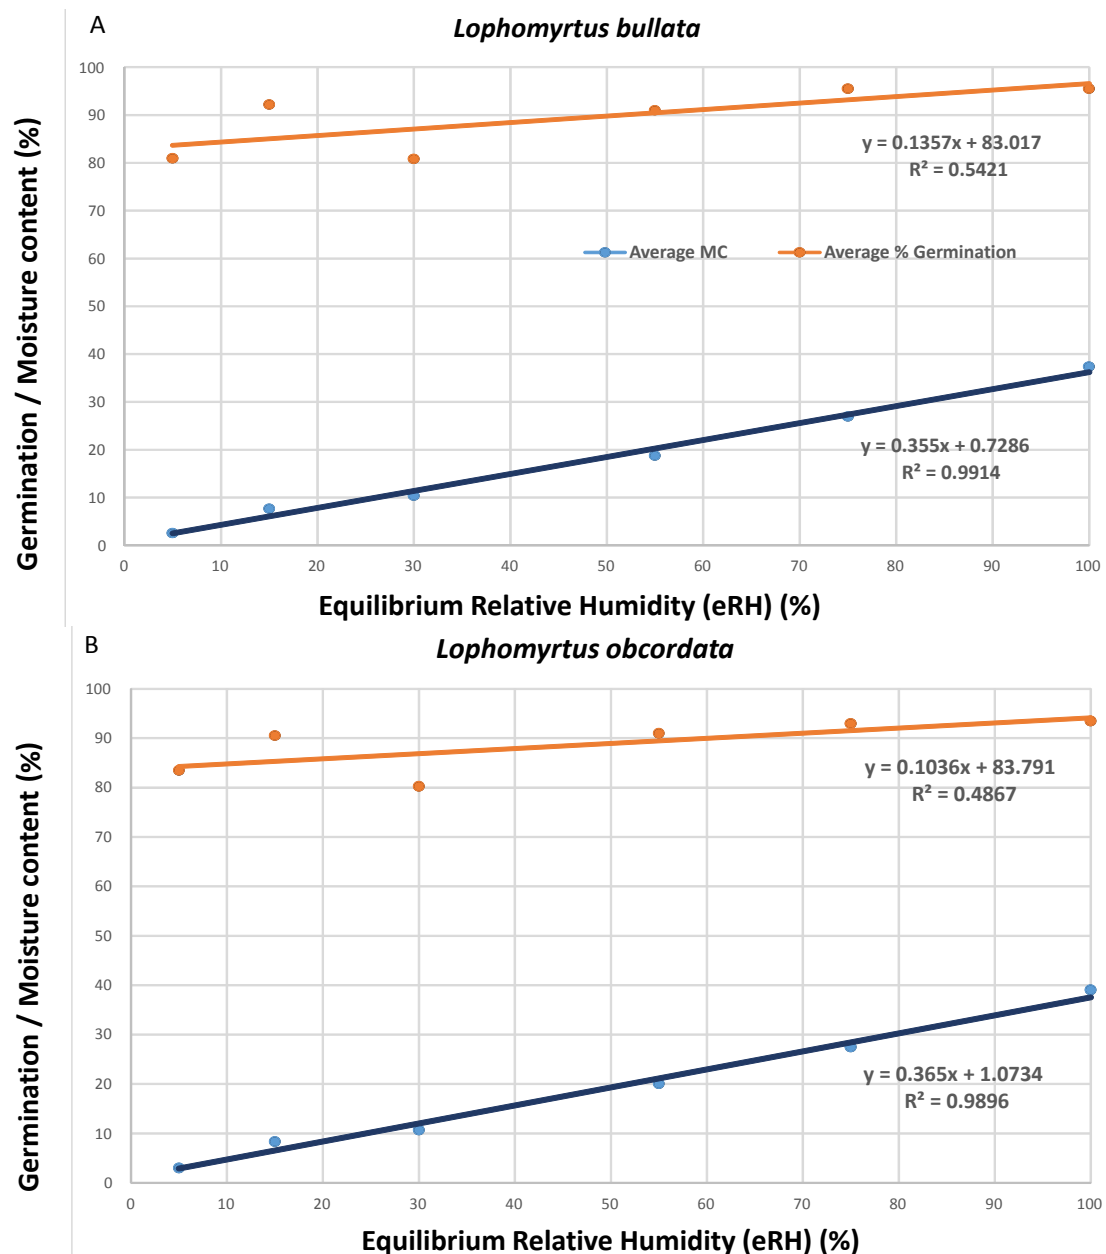 A
Lophomyrtus bullata
Germination / Moisture content (%)
100
90
80
70
60
50
40
30
20
10
0
y = 0.1357x + 83.017
R² = 0.5421
Average MC
Average % Germination
y = 0.355x + 0.7286
R² = 0.9914
0 10 20 30 40 50 60 70 80 90 100
Equilibrium Relative Humidity (eRH) (%)
B
Lophomyrtus obcordata
Germination / Moisture content (%)
100
90
80
70
60
50
40
30
20
10
0
y = 0.1036x + 83.791
R² = 0.4867
y = 0.365x + 1.0734
R² = 0.9896
0 10 20 30 40 50 60 70 80 90 100
Equilibrium Relative Humidity (eRH) (%)